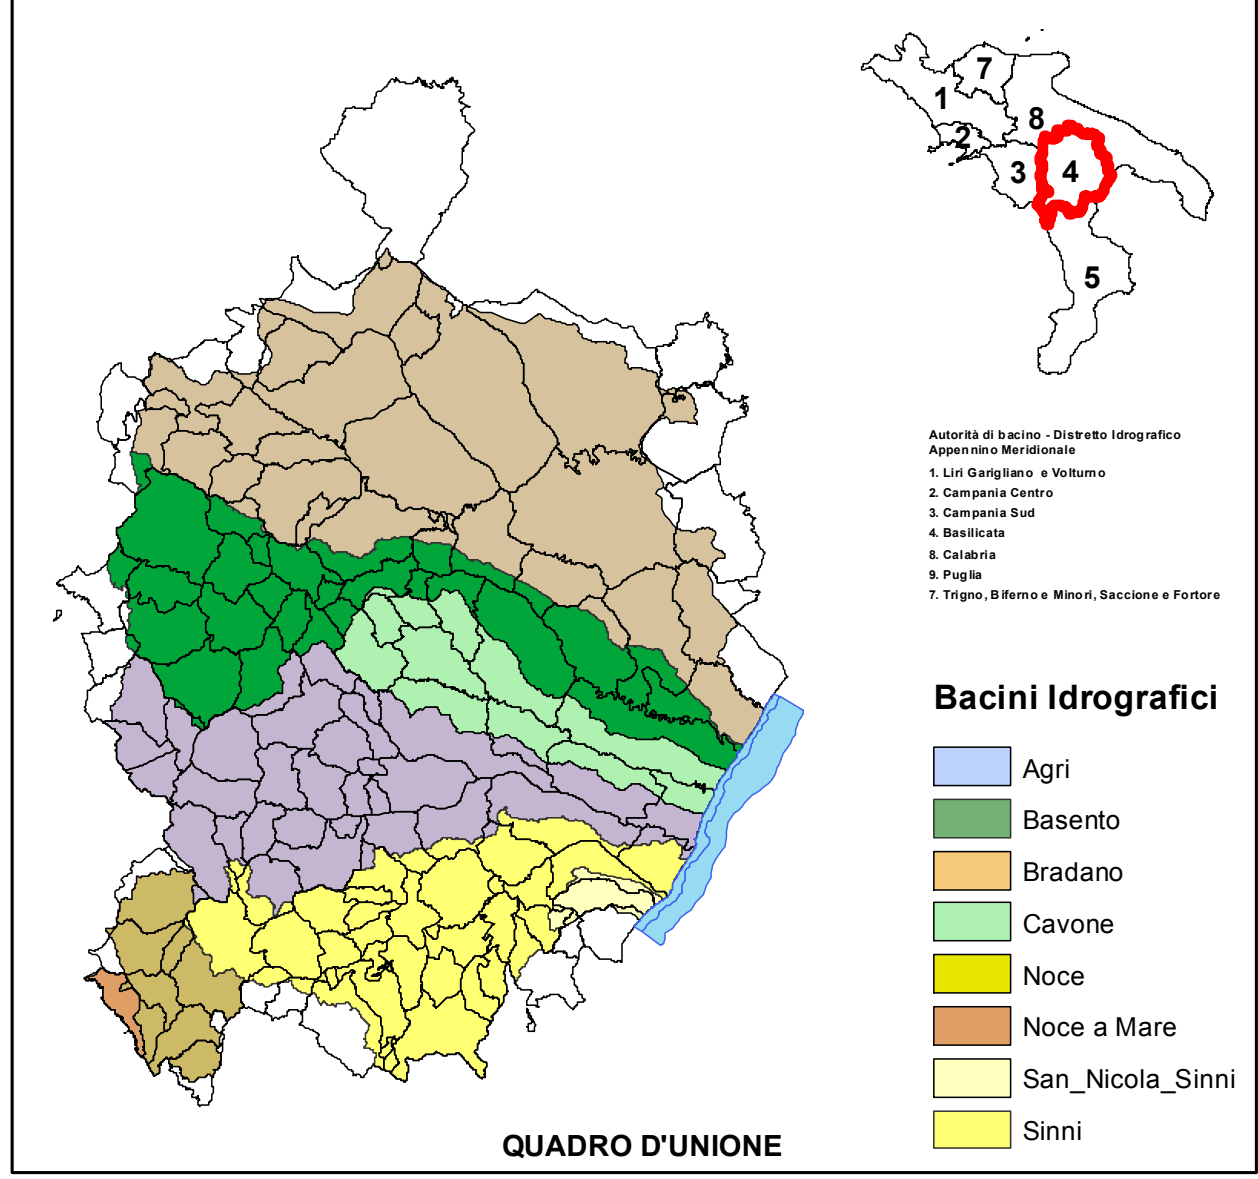 7
1
8
2
3
4
5
Autorità di bacino - Distretto Idrografico
Appennino Meridionale
1. Liri Garigliano e Volturno
2. Campania Centro
3. Campania Sud
4. Basilicata
8. Calabria
9. Puglia
7. Trigno, Biferno e Minori, Saccione e Fortore
Bacini Idrografici
Agri
Basento
Bradano
Cavone
Noce
Noce a Mare
San_Nicola_Sinni
Sinni
QUADRO D'UNIONE